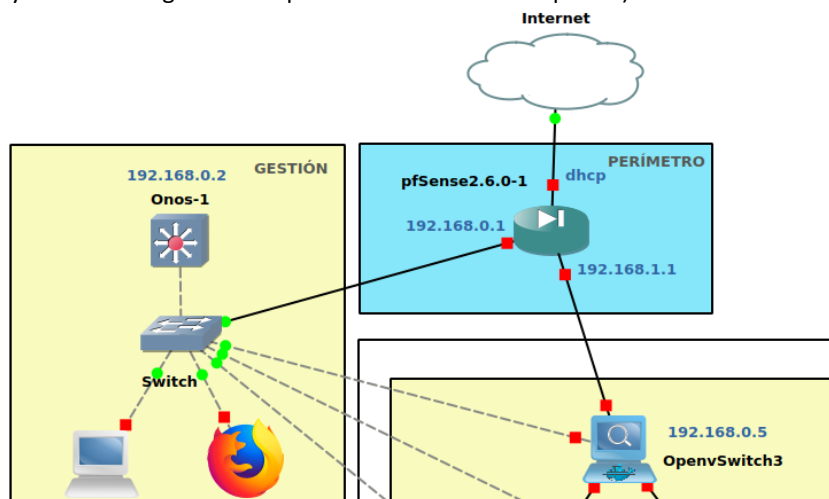 Internet
PERÍMETRO
dhcp
pfSense2.6.0-1
192.168.0.1
192.168.1.1
GESTIÓN
192.168.0.2
Onos-1
Switch
192.168.0.5
OpenvSwitch3